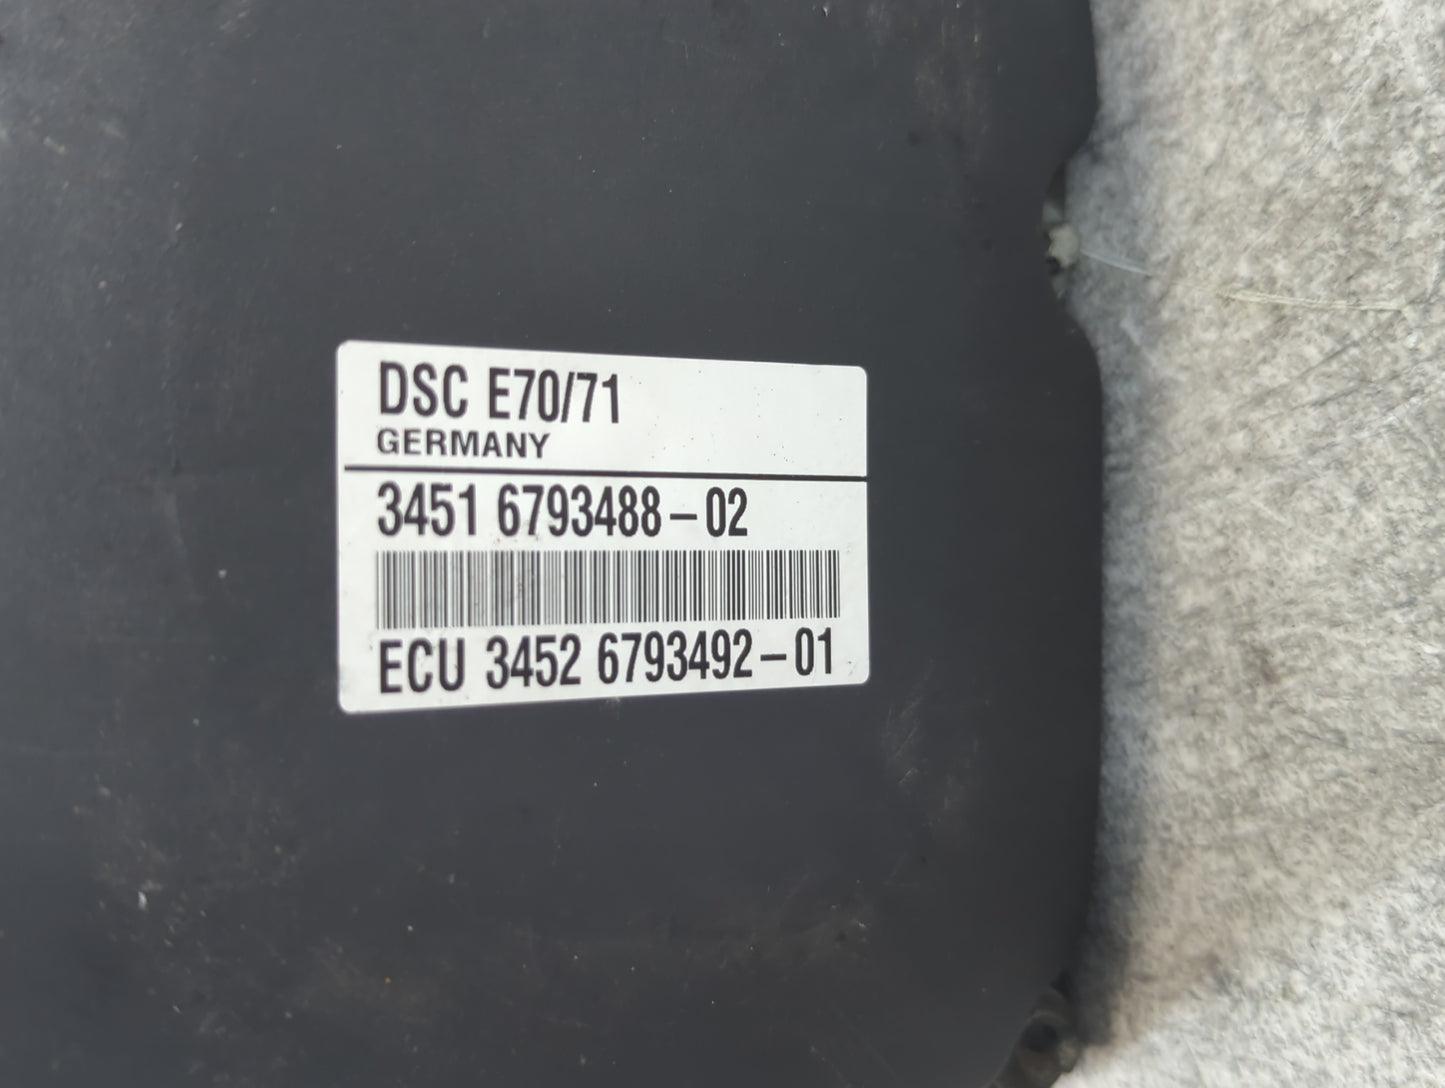 DSC E70/71
GERMANY
3451 6793488-02
ECU 3452 6793492-01